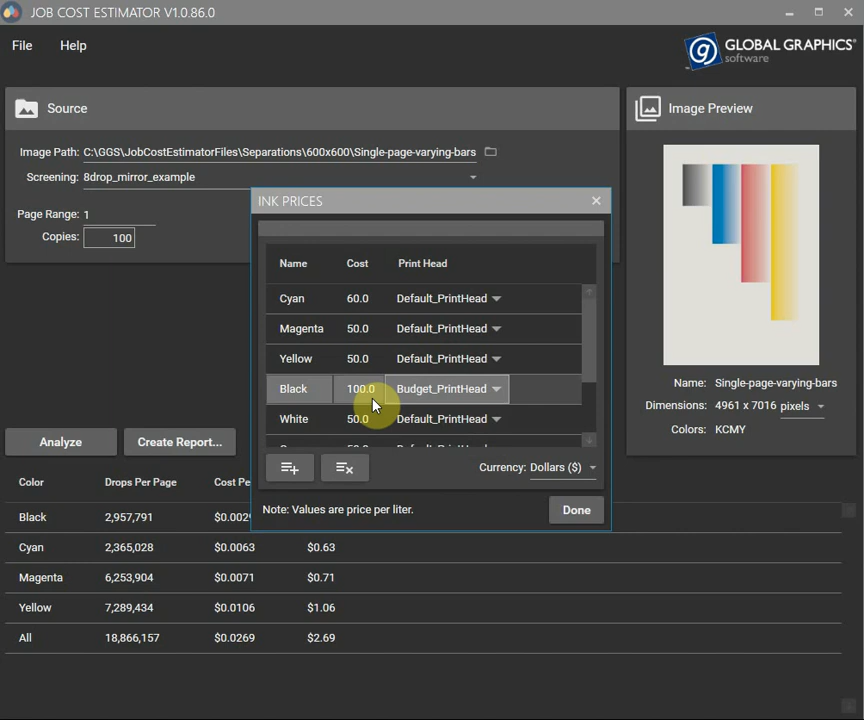 JOB COST ESTIMATOR V1.0.86.0
File Help
GLOBAL GRAPHICS®
software
Source
Image Preview
Image Path: C:\GGS\JobCostEstimatorFiles\Separations\600x600\Single-page-varying-bars
Screening: 8drop_mirror_example
Page Range: 1
Copies: 100
INK PRICES
Name Cost Print Head
Cyan 60.0 Default_PrintHead
Magenta 50.0 Default_PrintHead
Yellow 50.0 Default_PrintHead
Black 100.0 Budget_PrintHead
White 50.0 Default_PrintHead
Currency: Dollars ($)
Note: Values are price per liter.
Done
Name: Single-page-varying-bars
Dimensions: 4961 x 7016 pixels
Colors: KCMY
Analyze Create Report...
Color Drops Per Page Cost Pe
Black 2,957,791 $0.002
Cyan 2,365,028 $0.0063 $0.63
Magenta 6,253,904 $0.0071 $0.71
Yellow 7,289,434 $0.0106 $1.06
All 18,866,157 $0.0269 $2.69